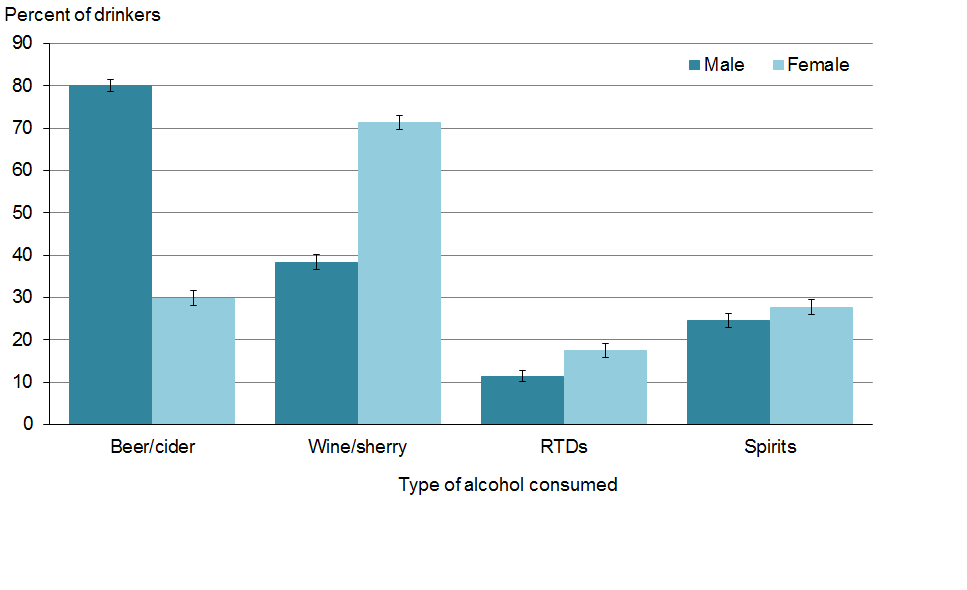 Percent of drinkers
90
Male Female
80
70
60
50
40
30
20
10
0
Beer/cider Wine/sherry RTDs Spirits
Type of alcohol consumed